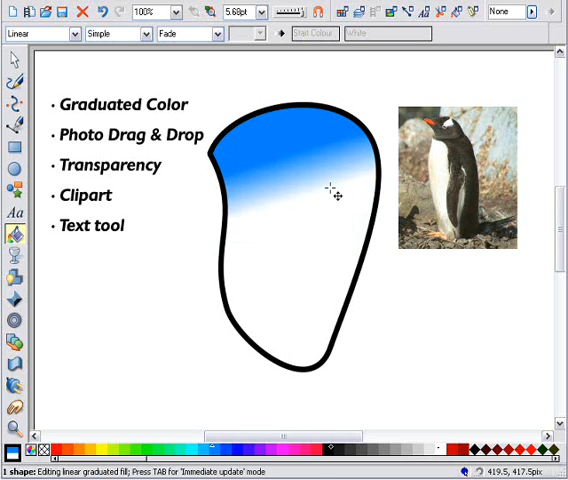 100%
5.68pt
None
Linear
Simple
Fade
Start Colour
White
· Graduated Color
· Photo Drag & Drop
· Transparency
· Clipart
· Text tool
1 shape: Editing linear graduated fill; Press TAB for 'Immediate update' mode
419.5, 417.5pix